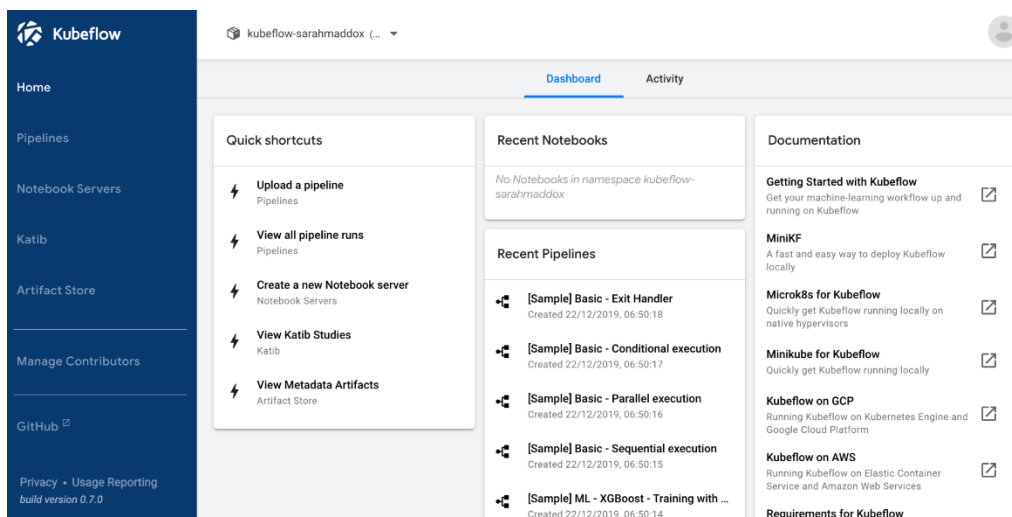 Kubeflow
Home
Pipelines
Notebook Servers
Katib
Artifact Store
Manage Contributors
GitHub
Privacy • Usage Reporting
build version 0.7.0
kubeflow-sarahmaddox (...
Dashboard
Activity
Quick shortcuts
Upload a pipeline
Pipelines
View all pipeline runs
Pipelines
Create a new Notebook server
Notebook Servers
View Katib Studies
Katib
View Metadata Artifacts
Artifact Store
Recent Notebooks
No Notebooks in namespace kubeflow-
sarahmaddox
Recent Pipelines
[Sample] Basic - Exit Handler
Created 22/12/2019, 06:50:18
[Sample] Basic - Conditional execution
Created 22/12/2019, 06:50:17
[Sample] Basic - Parallel execution
Created 22/12/2019, 06:50:16
[Sample] Basic - Sequential execution
Created 22/12/2019, 06:50:15
[Sample] ML - XGBoost - Training with ...
Created 22/12/2019, 06:50:14
Documentation
Getting Started with Kubeflow
Get your machine-learning workflow up and
running on Kubeflow
MiniKF
A fast and easy way to deploy Kubeflow
locally
Microk8s for Kubeflow
Quickly get Kubeflow running locally on
native hypervisors
Minikube for Kubeflow
Quickly get Kubeflow running locally
Kubeflow on GCP
Running Kubeflow on Kubernetes Engine and
Google Cloud Platform
Kubeflow on AWS
Running Kubeflow on Elastic Container
Service and Amazon Web Services
Requirements for Kubeflow